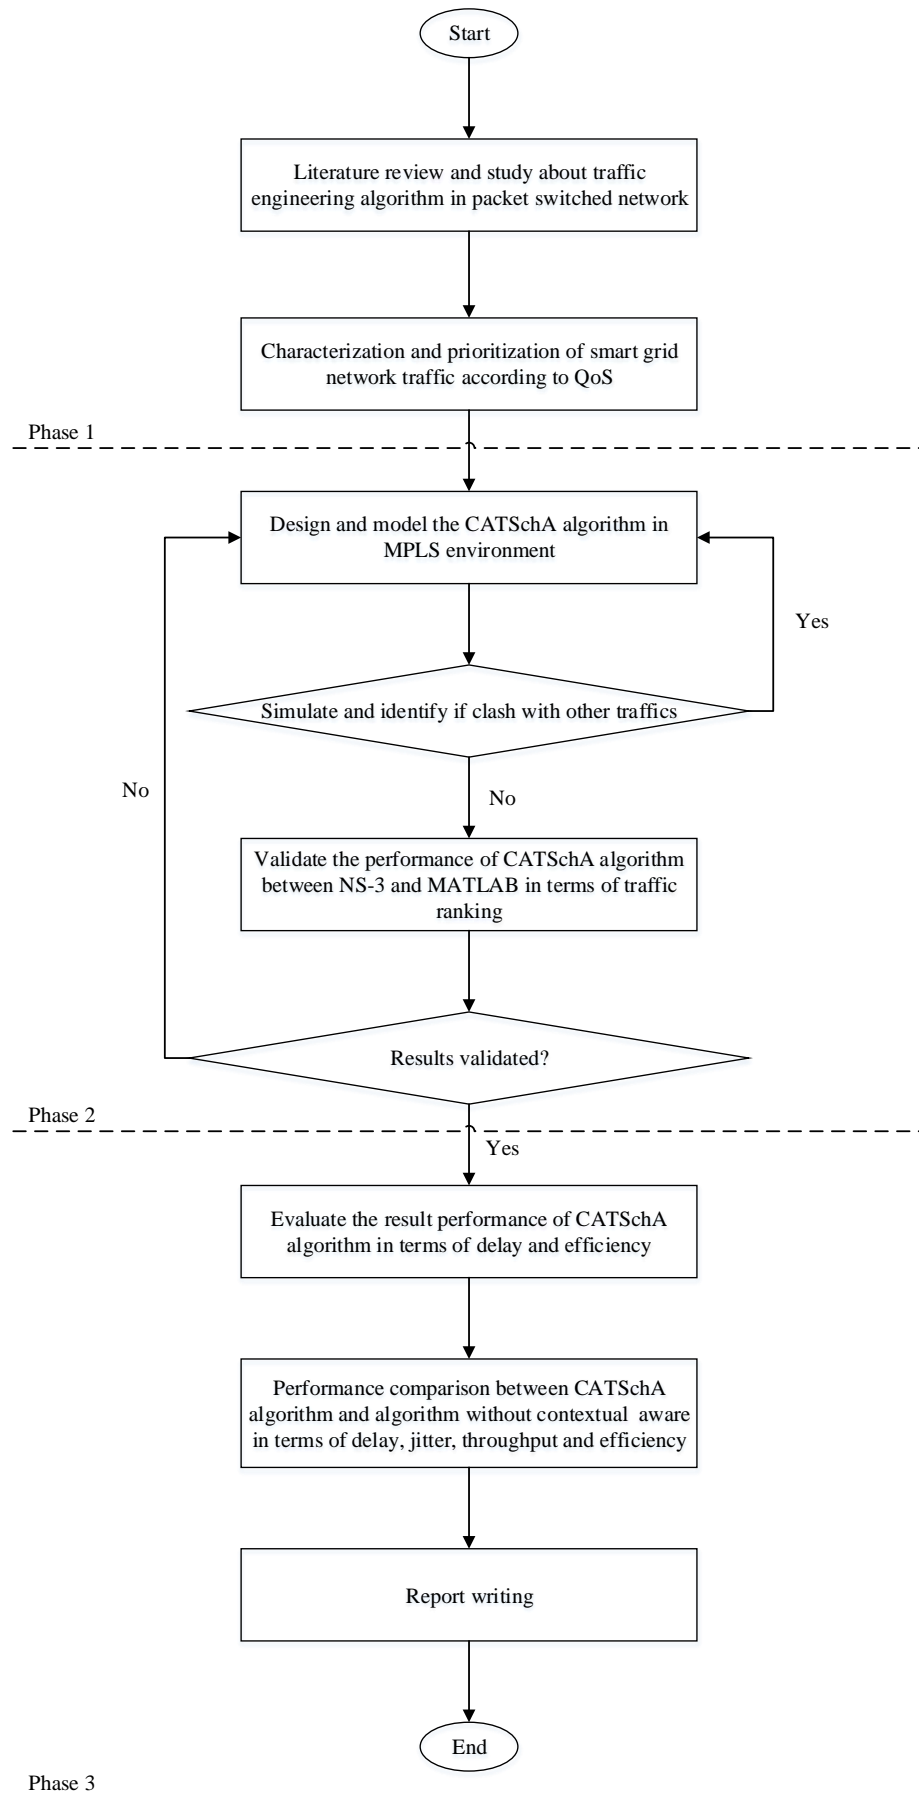 Start
Literature review and study about traffic
engineering algorithm in packet switched network
Characterization and prioritization of smart grid
network traffic according to QoS
Phase 1
Design and model the CATSchA algorithm in
MPLS environment
Yes
Simulate and identify if clash with other traffics
No
No
Validate the performance of CATSchA algorithm
between NS-3 and MATLAB in terms of traffic
ranking
Results validated?
Phase 2
Yes
Evaluate the result performance of CATSchA
algorithm in terms of delay and efficiency
Performance comparison between CATSchA
algorithm and algorithm without contextual aware
in terms of delay, jitter, throughput and efficiency
Report writing
End
Phase 3